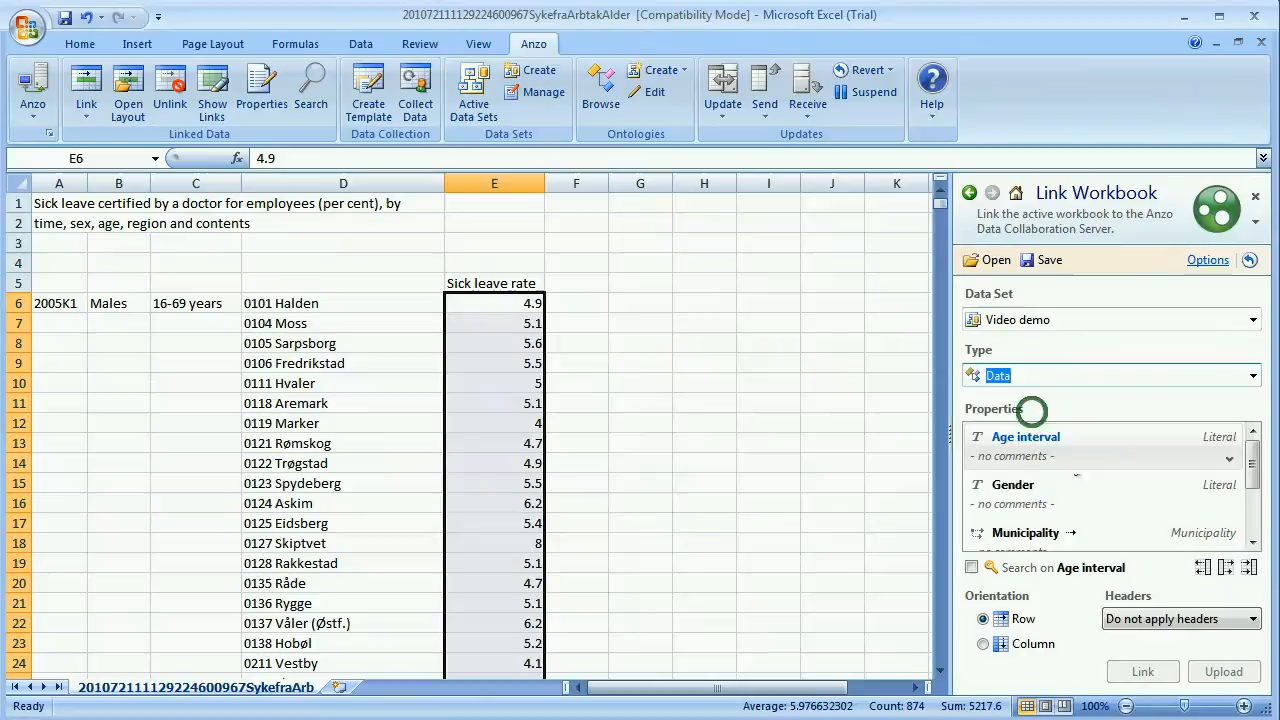 201072111129224600967SykefraArbtakAlder [Compatibility Mode] - Microsoft Excel (Trial)
Home Insert Page Layout Formulas Data Review View Anzo
Anzo Link Open Layout Unlink Show Links Properties Search Create Template Collect Data Active Data Sets Create Manage Browse Create Edit Update Send Receive Revert Suspend Help
Linked Data Data Collection Data Sets Ontologies Updates
E6 fx 4.9
A B C D E F G H I J K
1 Sick leave certified by a doctor for employees (per cent), by
2 time, sex, age, region and contents
3
4
5 Sick leave rate
6 2005K1 Males 16-69 years 0101 Halden 4.9
7 0104 Moss 5.1
8 0105 Sarpsborg 5.6
9 0106 Fredrikstad 5.5
10 0111 Hvaler 5
11 0118 Aremark 5.1
12 0119 Marker 4
13 0121 Rømskog 4.7
14 0122 Trøgstad 4.9
15 0123 Spydeberg 5.5
16 0124 Askim 6.2
17 0125 Eidsberg 5.4
18 0127 Skiptvet 8
19 0128 Rakkestad 5.1
20 0135 Råde 4.7
21 0136 Rygge 5.1
22 0137 Våler (Østf.) 6.2
23 0138 Hobøl 5.2
24 0211 Vestby 4.1
201072111129224600967SykefraArb
Ready Average: 5.976632302 Count: 874 Sum: 5217.6 100%
Link Workbook
Link the active workbook to the Anzo
Data Collaboration Server.
Open Save Options
Data Set
Video demo
Type
Data
Properties
T Age interval Literal
- no comments -
T Gender Literal
- no comments -
Municipality → Municipality
- no comments -
Search on Age interval
Orientation Headers
Row Do not apply headers
Column
Link Upload